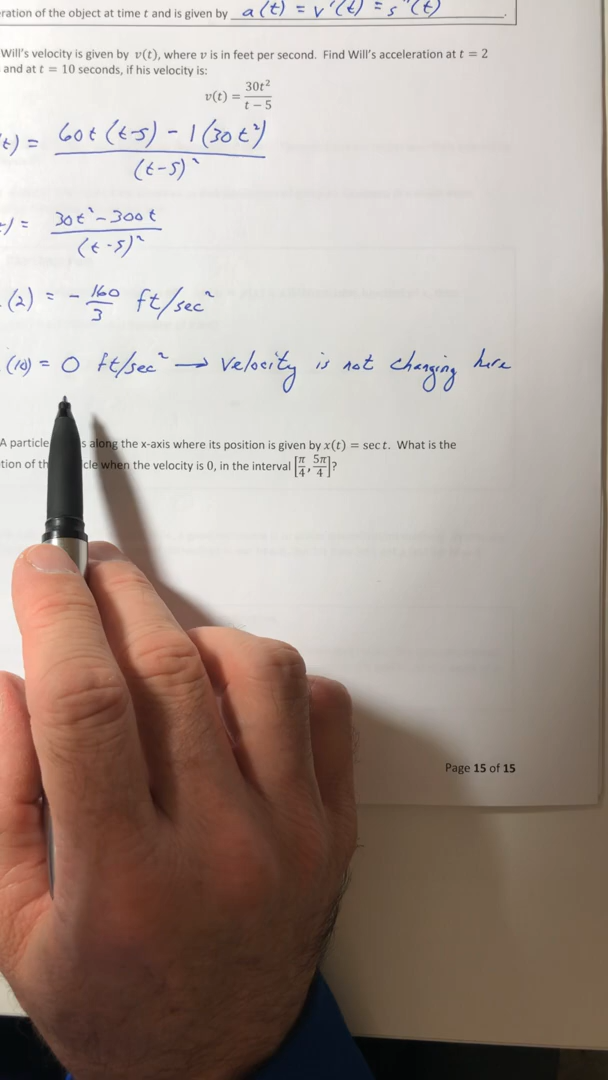 eration of the object at time t and is given by a(t) = v'(t) = s''(t).
Will's velocity is given by v(t), where v is in feet per second. Find Will's acceleration at t = 2
and at t = 10 seconds, if his velocity is:
v(t) = 30t² / t − 5
t) = 60t (t-5) - 1 (30t²) / (t-5)²
t) = 30t² - 300t / (t-5)²
(2) = - 160/3 ft/sec²
(10) = 0 ft/sec² → velocity is not changing here
A particle s along the x-axis where its position is given by x(t) = sec t. What is the
tion of th cle when the velocity is 0, in the interval [π/4, 5π/4]?
Page 15 of 15